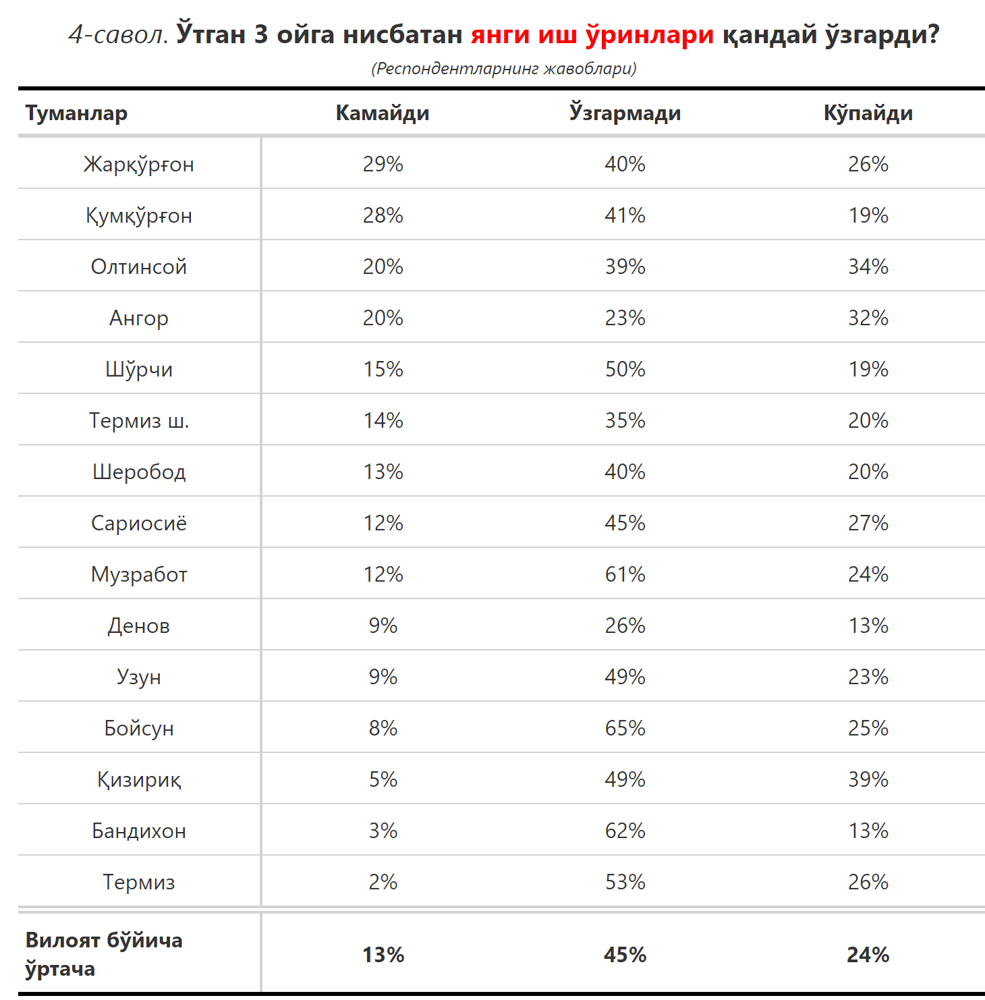 4-савол. Ўтган 3 ойга нисбатан янги иш ўринлари қандай ўзгарди?
(Респондентларнинг жавоблари)
Туманлар Камайди Ўзгармади Кўпайди
Жарқўрғон 29% 40% 26%
Қумқўрғон 28% 41% 19%
Олтинсой 20% 39% 34%
Ангор 20% 23% 32%
Шўрчи 15% 50% 19%
Термиз ш. 14% 35% 20%
Шеробод 13% 40% 20%
Сариосиё 12% 45% 27%
Музработ 12% 61% 24%
Денов 9% 26% 13%
Узун 9% 49% 23%
Бойсун 8% 65% 25%
Қизириқ 5% 49% 39%
Бандихон 3% 62% 13%
Термиз 2% 53% 26%
Вилоят бўйича
ўртача 13% 45% 24%